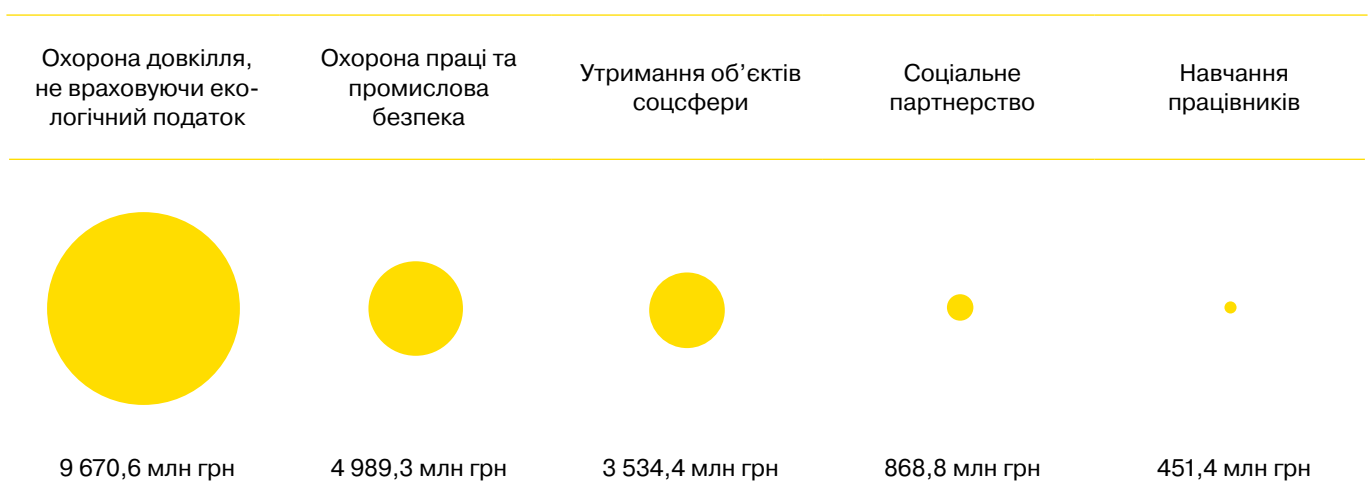 Охорона довкілля,
не враховуючи еко-
логічний податок
Охорона праці та
промислова
безпека
Утримання об’єктів
соцсфери
Соціальне
партнерство
Навчання
працівників
9 670,6 млн грн
4 989,3 млн грн
3 534,4 млн грн
868,8 млн грн
451,4 млн грн